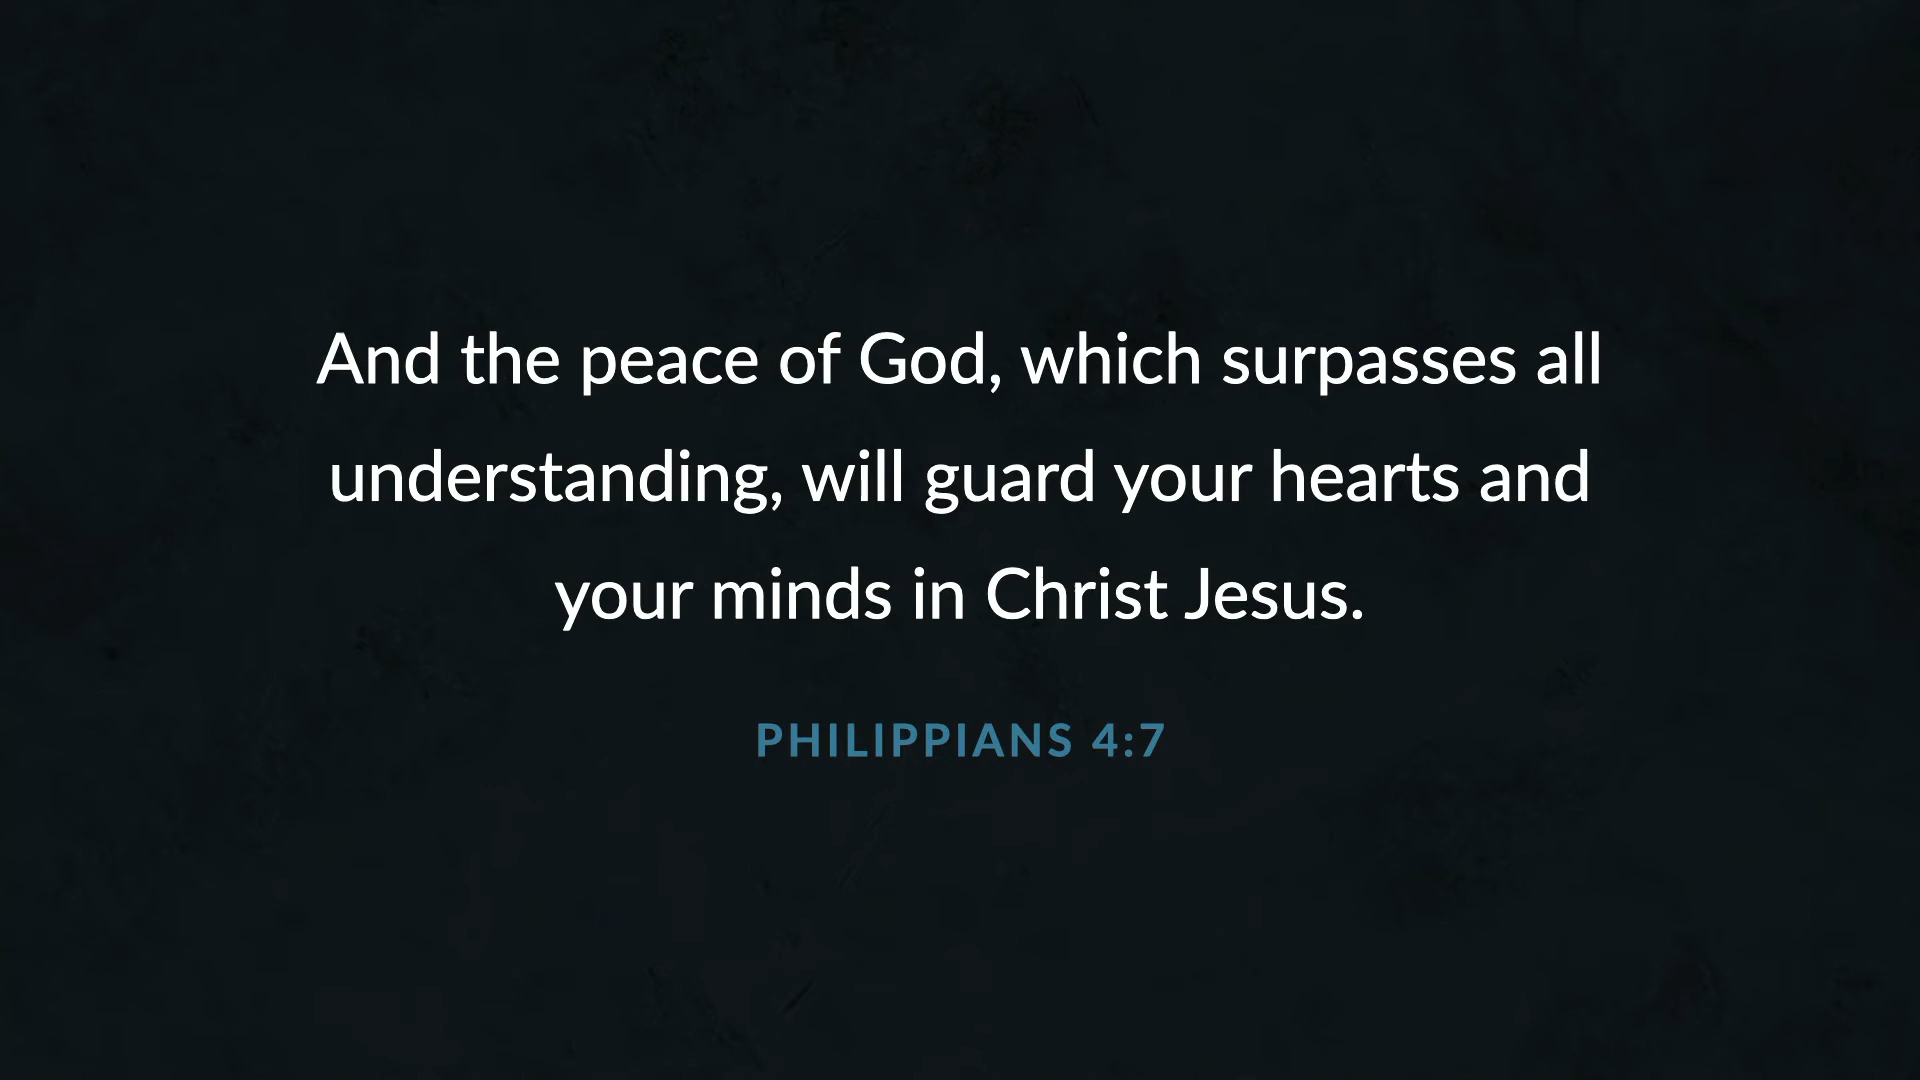 And the peace of God, which surpasses all
understanding, will guard your hearts and
your minds in Christ Jesus.
PHILIPPIANS 4:7